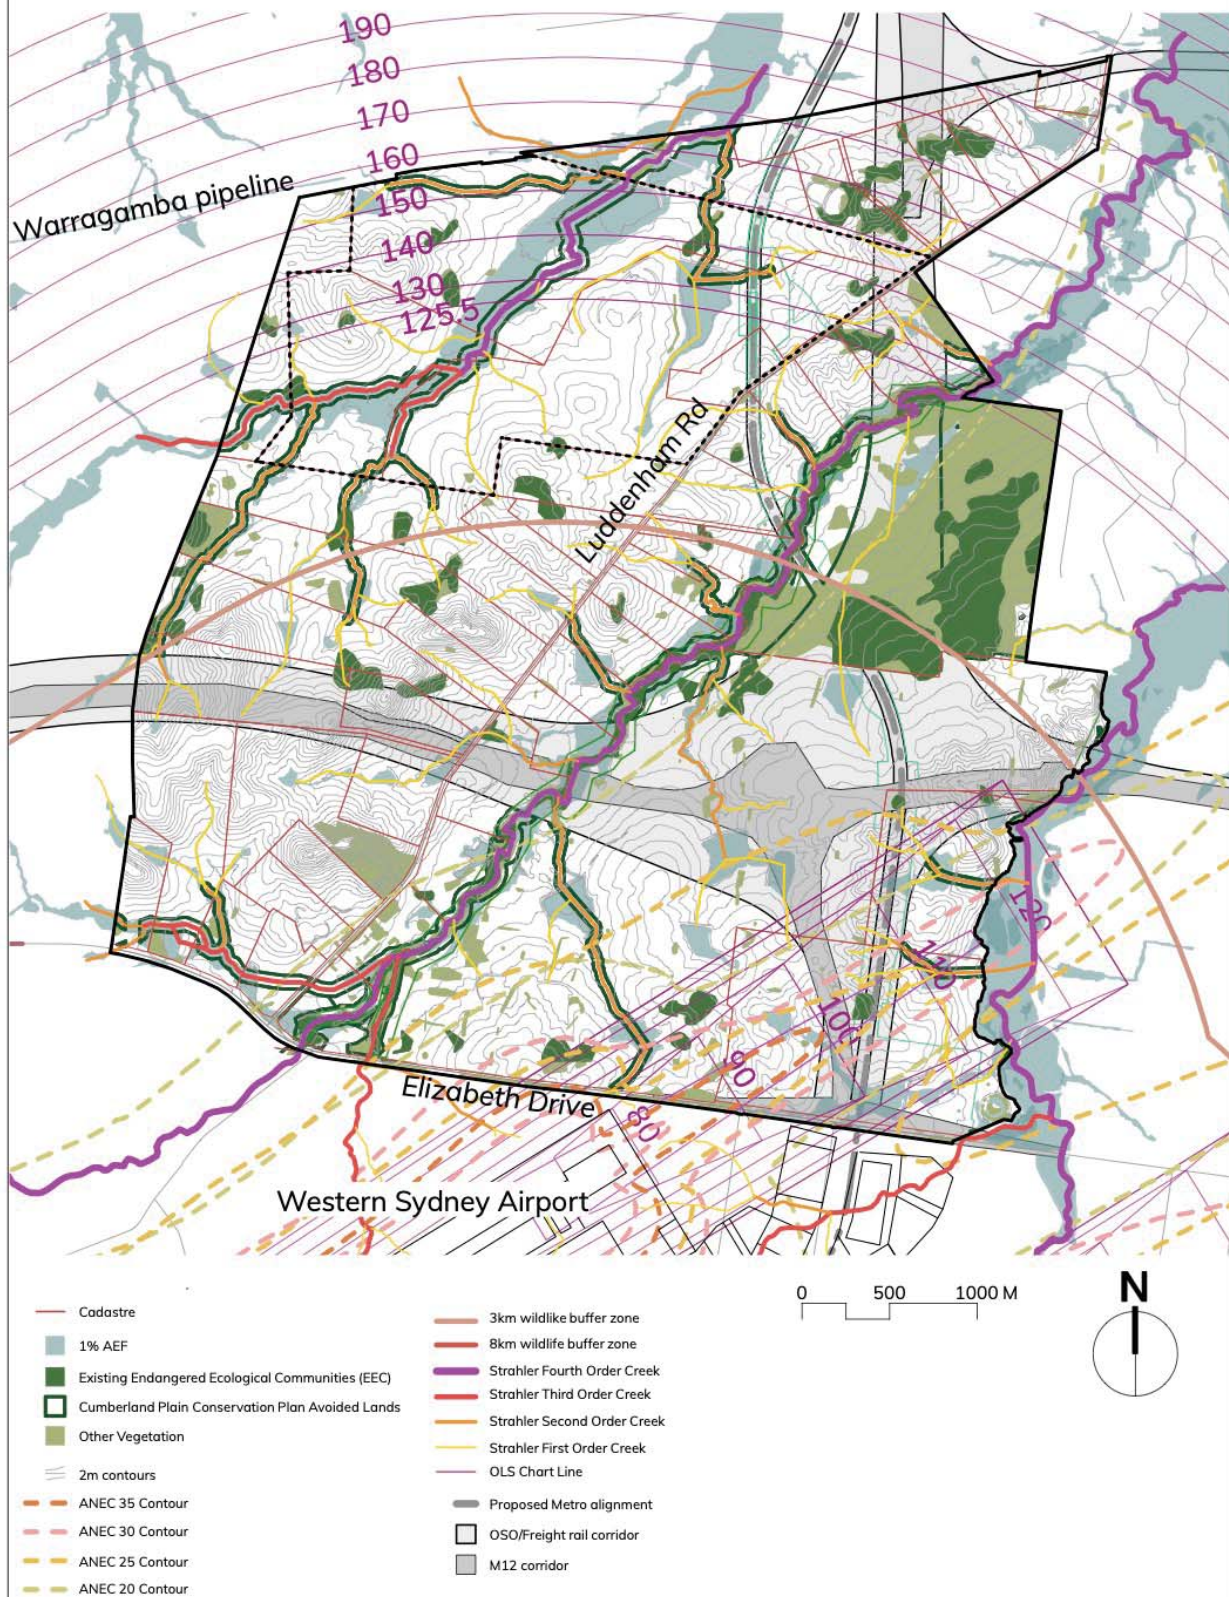 190
180
170
160
150
140
130
125.5
Warragamba pipeline
Luddenham Rd
125
110
100
90
80
Elizabeth Drive
Western Sydney Airport
Cadastre
1% AEF
Existing Endangered Ecological Communities (EEC)
Cumberland Plain Conservation Plan Avoided Lands
Other Vegetation
2m contours
ANEC 35 Contour
ANEC 30 Contour
ANEC 25 Contour
ANEC 20 Contour
3km wildlike buffer zone
8km wildlife buffer zone
Strahler Fourth Order Creek
Strahler Third Order Creek
Strahler Second Order Creek
Strahler First Order Creek
OLS Chart Line
Proposed Metro alignment
OSO/Freight rail corridor
M12 corridor
0 500 1000 M
N